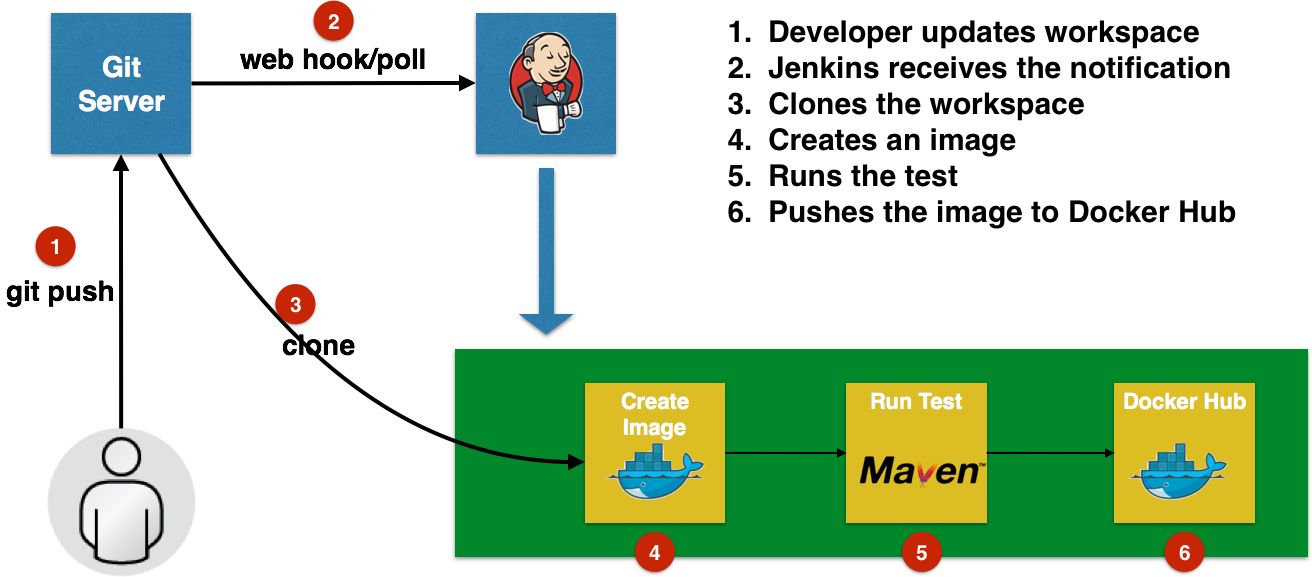 Git
Server
2
web hook/poll
1. Developer updates workspace
2. Jenkins receives the notification
3. Clones the workspace
4. Creates an image
5. Runs the test
6. Pushes the image to Docker Hub
1
git push
3
clone
Create
Image
Run Test
Maven™
Docker Hub
4
5
6